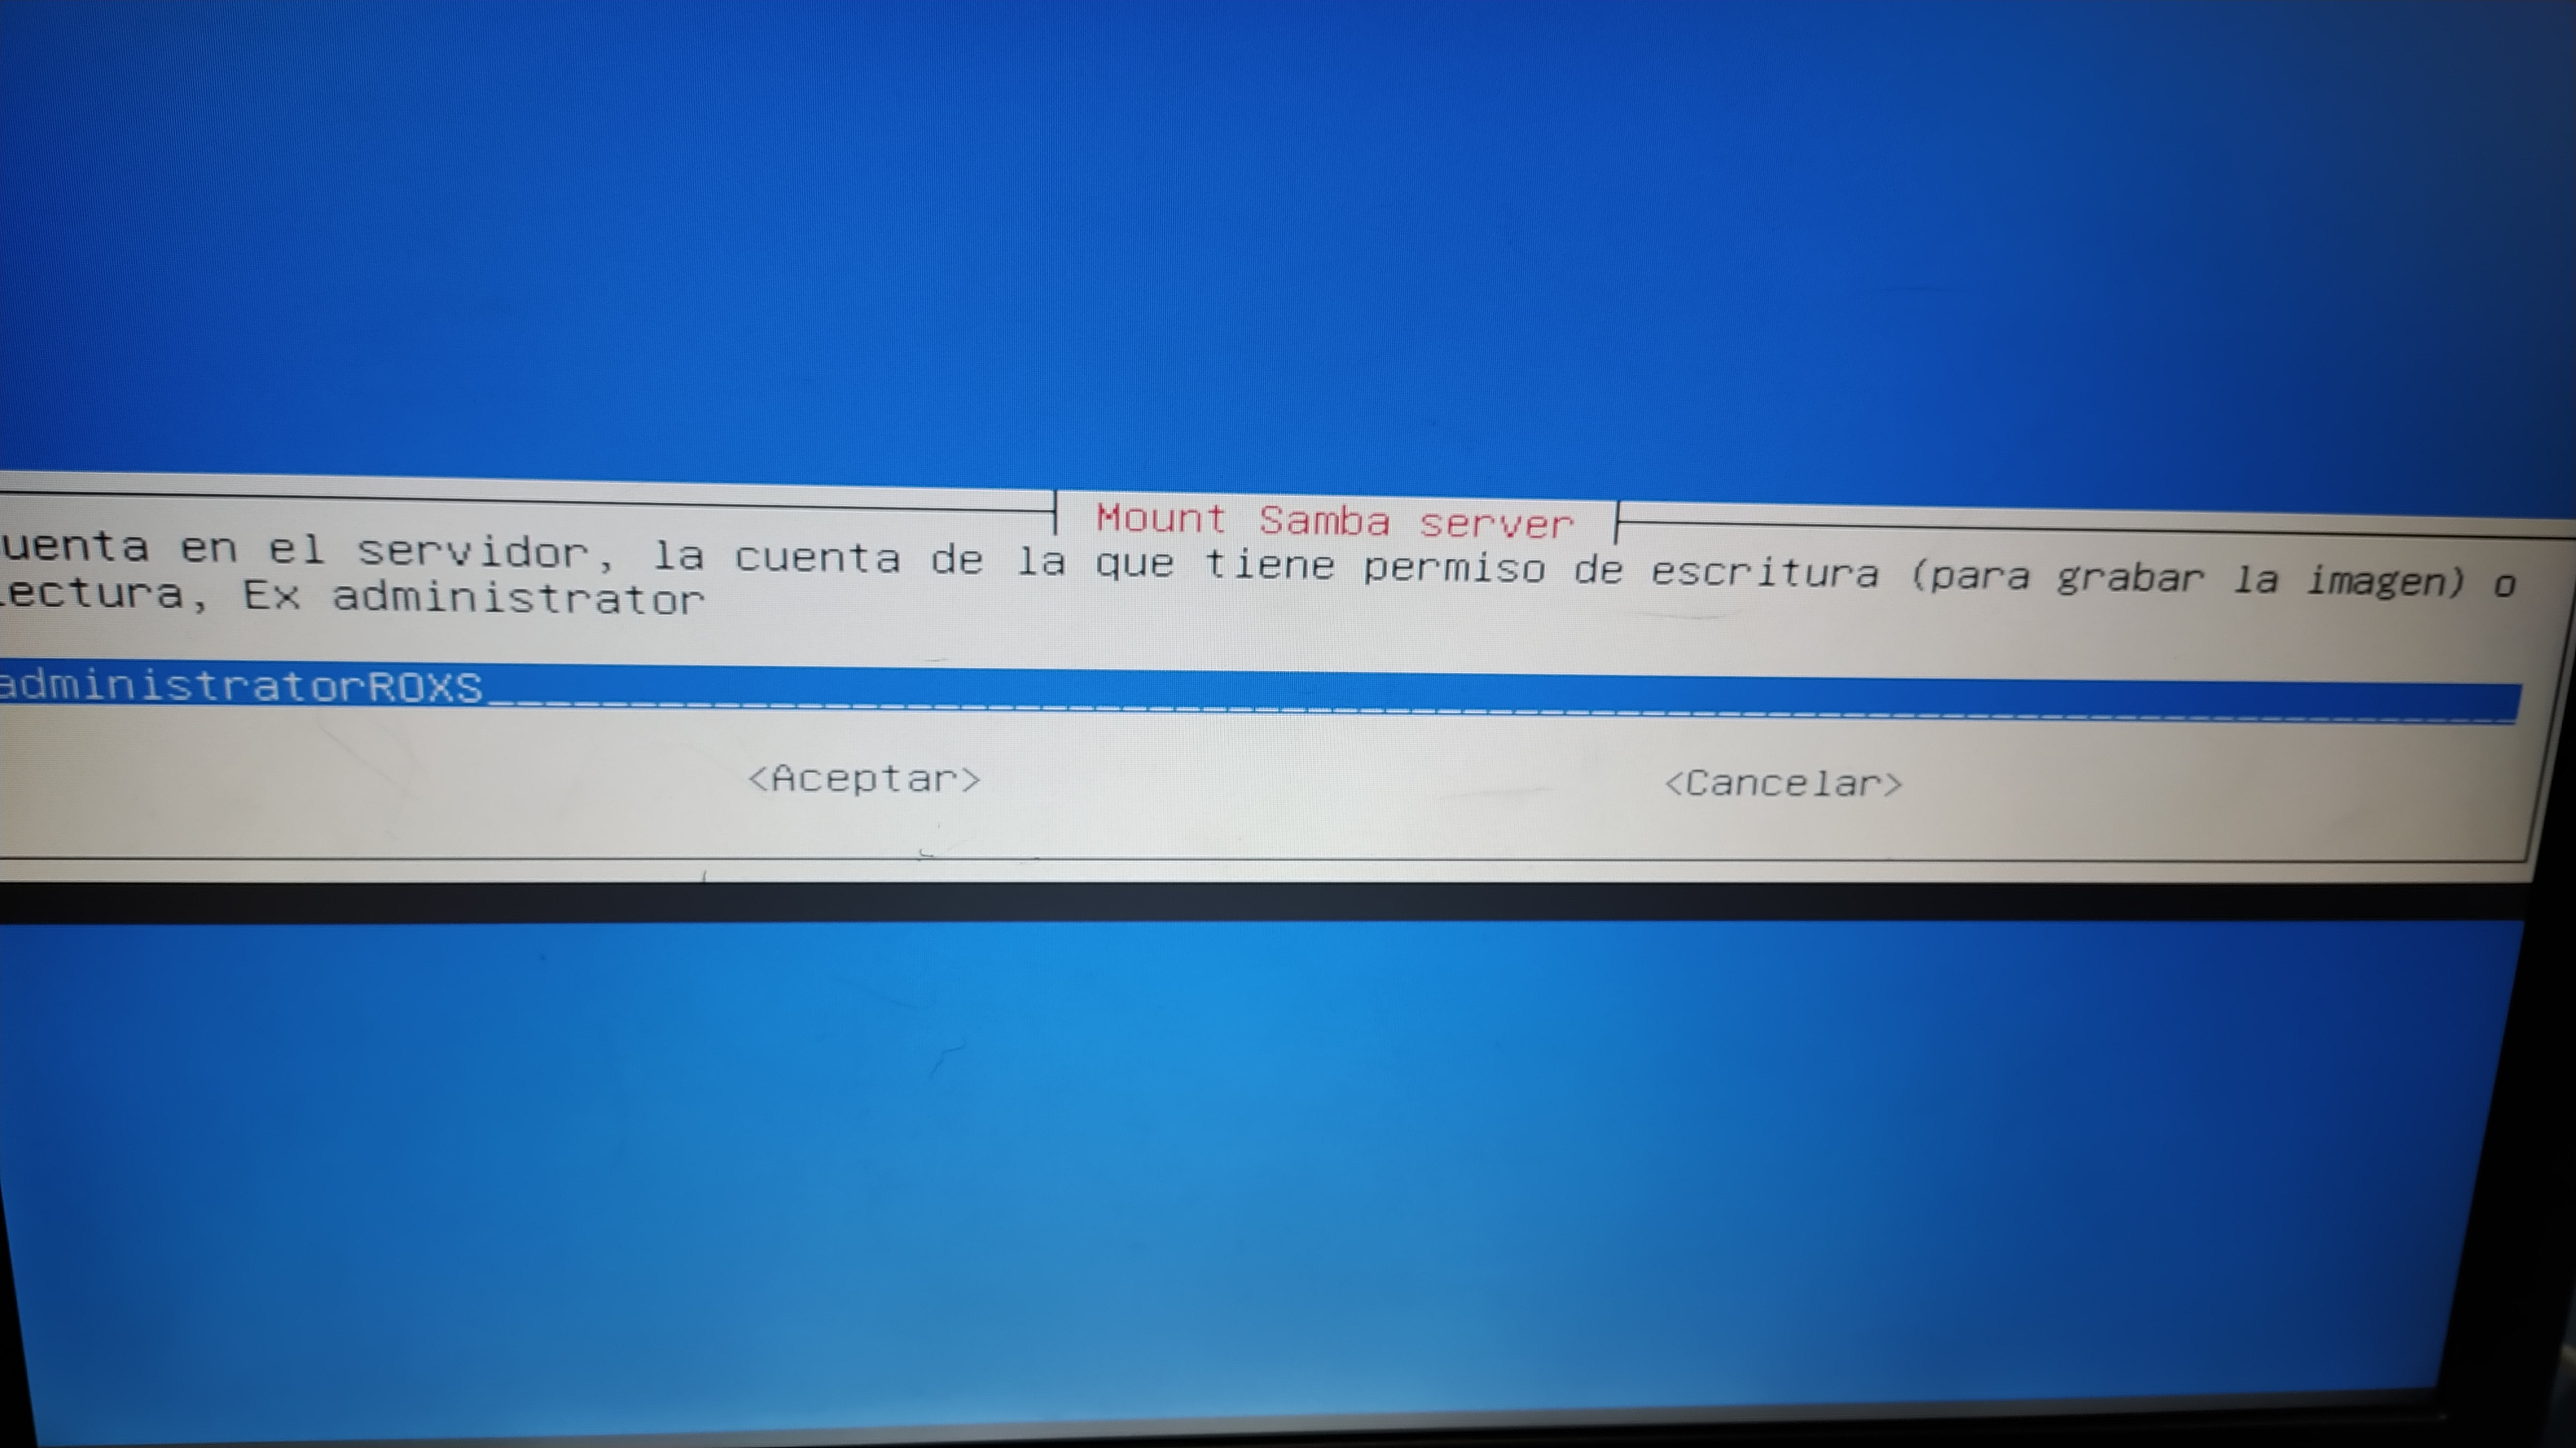 Mount Samba server
uenta en el servidor, la cuenta de la que tiene permiso de escritura (para grabar la imagen) o
lectura, Ex administrator
administratorROXS
<Aceptar>
<Cancelar>